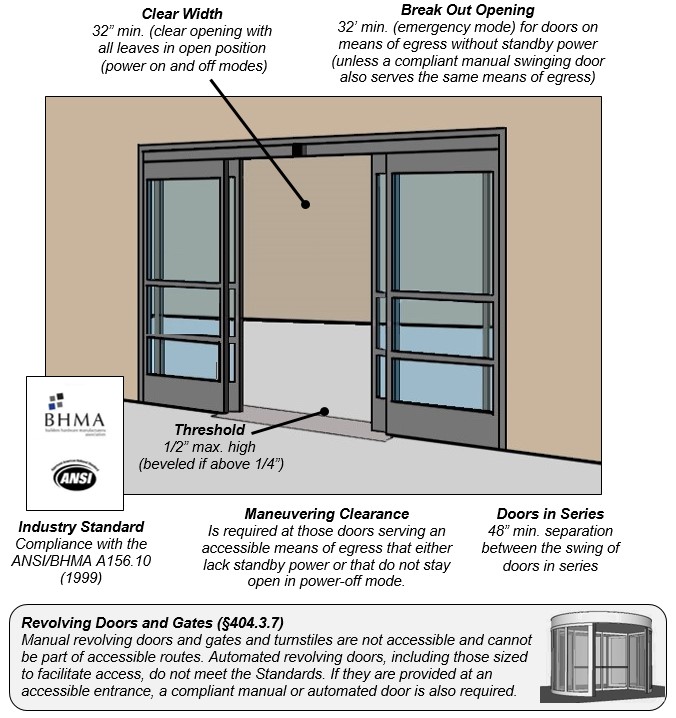 Clear Width
32” min. (clear opening with
all leaves in open position
(power on and off modes)
Break Out Opening
32’ min. (emergency mode) for doors on
means of egress without standby power
(unless a compliant manual swinging door
also serves the same means of egress)
Threshold
1/2” max. high
(beveled if above 1/4”)
BHMA
builders hardware manufacturers
association
ANSI
Industry Standard
Compliance with the
ANSI/BHMA A156.10
(1999)
Maneuvering Clearance
Is required at those doors serving an
accessible means of egress that either
lack standby power or that do not stay
open in power-off mode.
Doors in Series
48” min. separation
between the swing of
doors in series
Revolving Doors and Gates (§404.3.7)
Manual revolving doors and gates and turnstiles are not accessible and cannot
be part of accessible routes. Automated revolving doors, including those sized
to facilitate access, do not meet the Standards. If they are provided at an
accessible entrance, a compliant manual or automated door is also required.